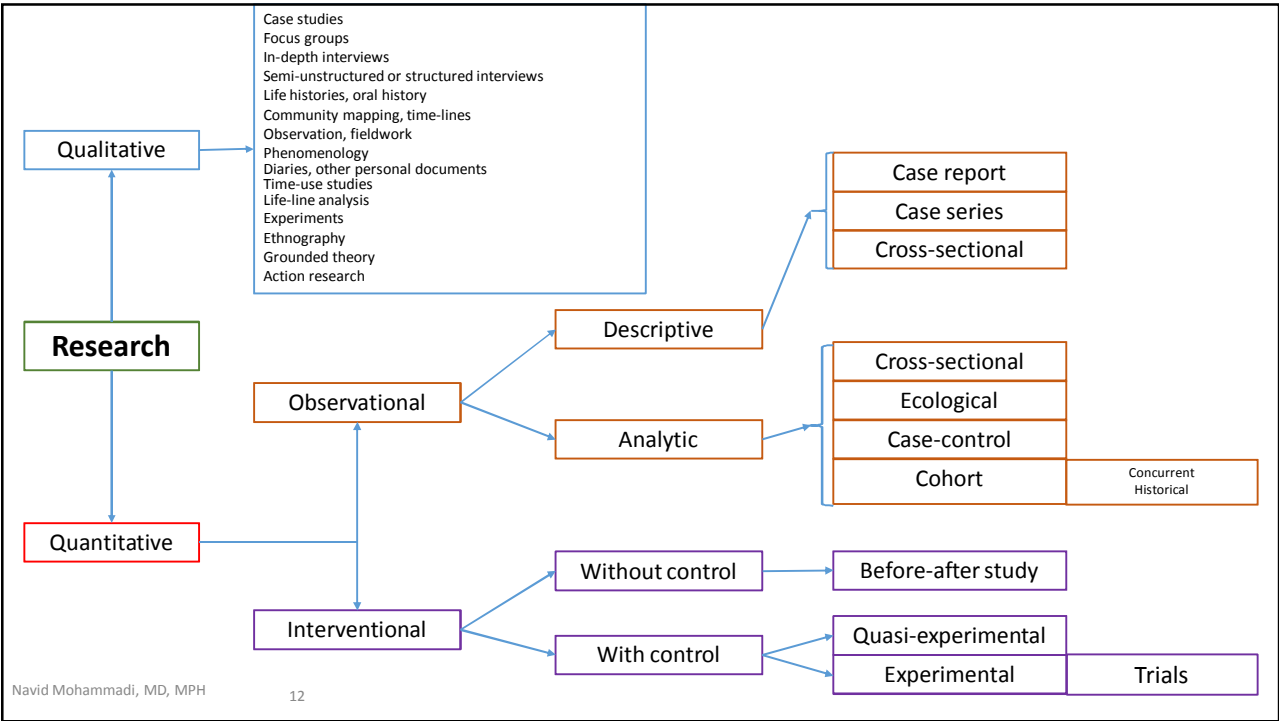 Case studies
Focus groups
In-depth interviews
Semi-unstructured or structured interviews
Life histories, oral history
Community mapping, time-lines
Observation, fieldwork
Phenomenology
Diaries, other personal documents
Time-use studies
Life-line analysis
Experiments
Ethnography
Grounded theory
Action research
Qualitative
Research
Quantitative
Observational
Interventional
Descriptive
Analytic
Without control
With control
Case report
Case series
Cross-sectional
Cross-sectional
Ecological
Case-control
Cohort
Concurrent
Historical
Before-after study
Quasi-experimental
Experimental
Trials
Navid Mohammadi, MD, MPH
12